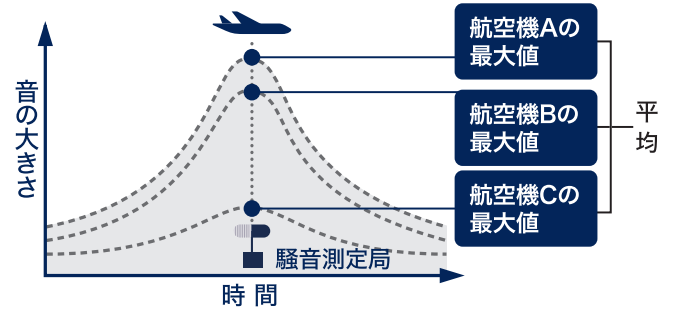 航空機Aの
最大値
音の大きさ
航空機Bの
最大値
平均
航空機Cの
最大値
騒音測定局
時間